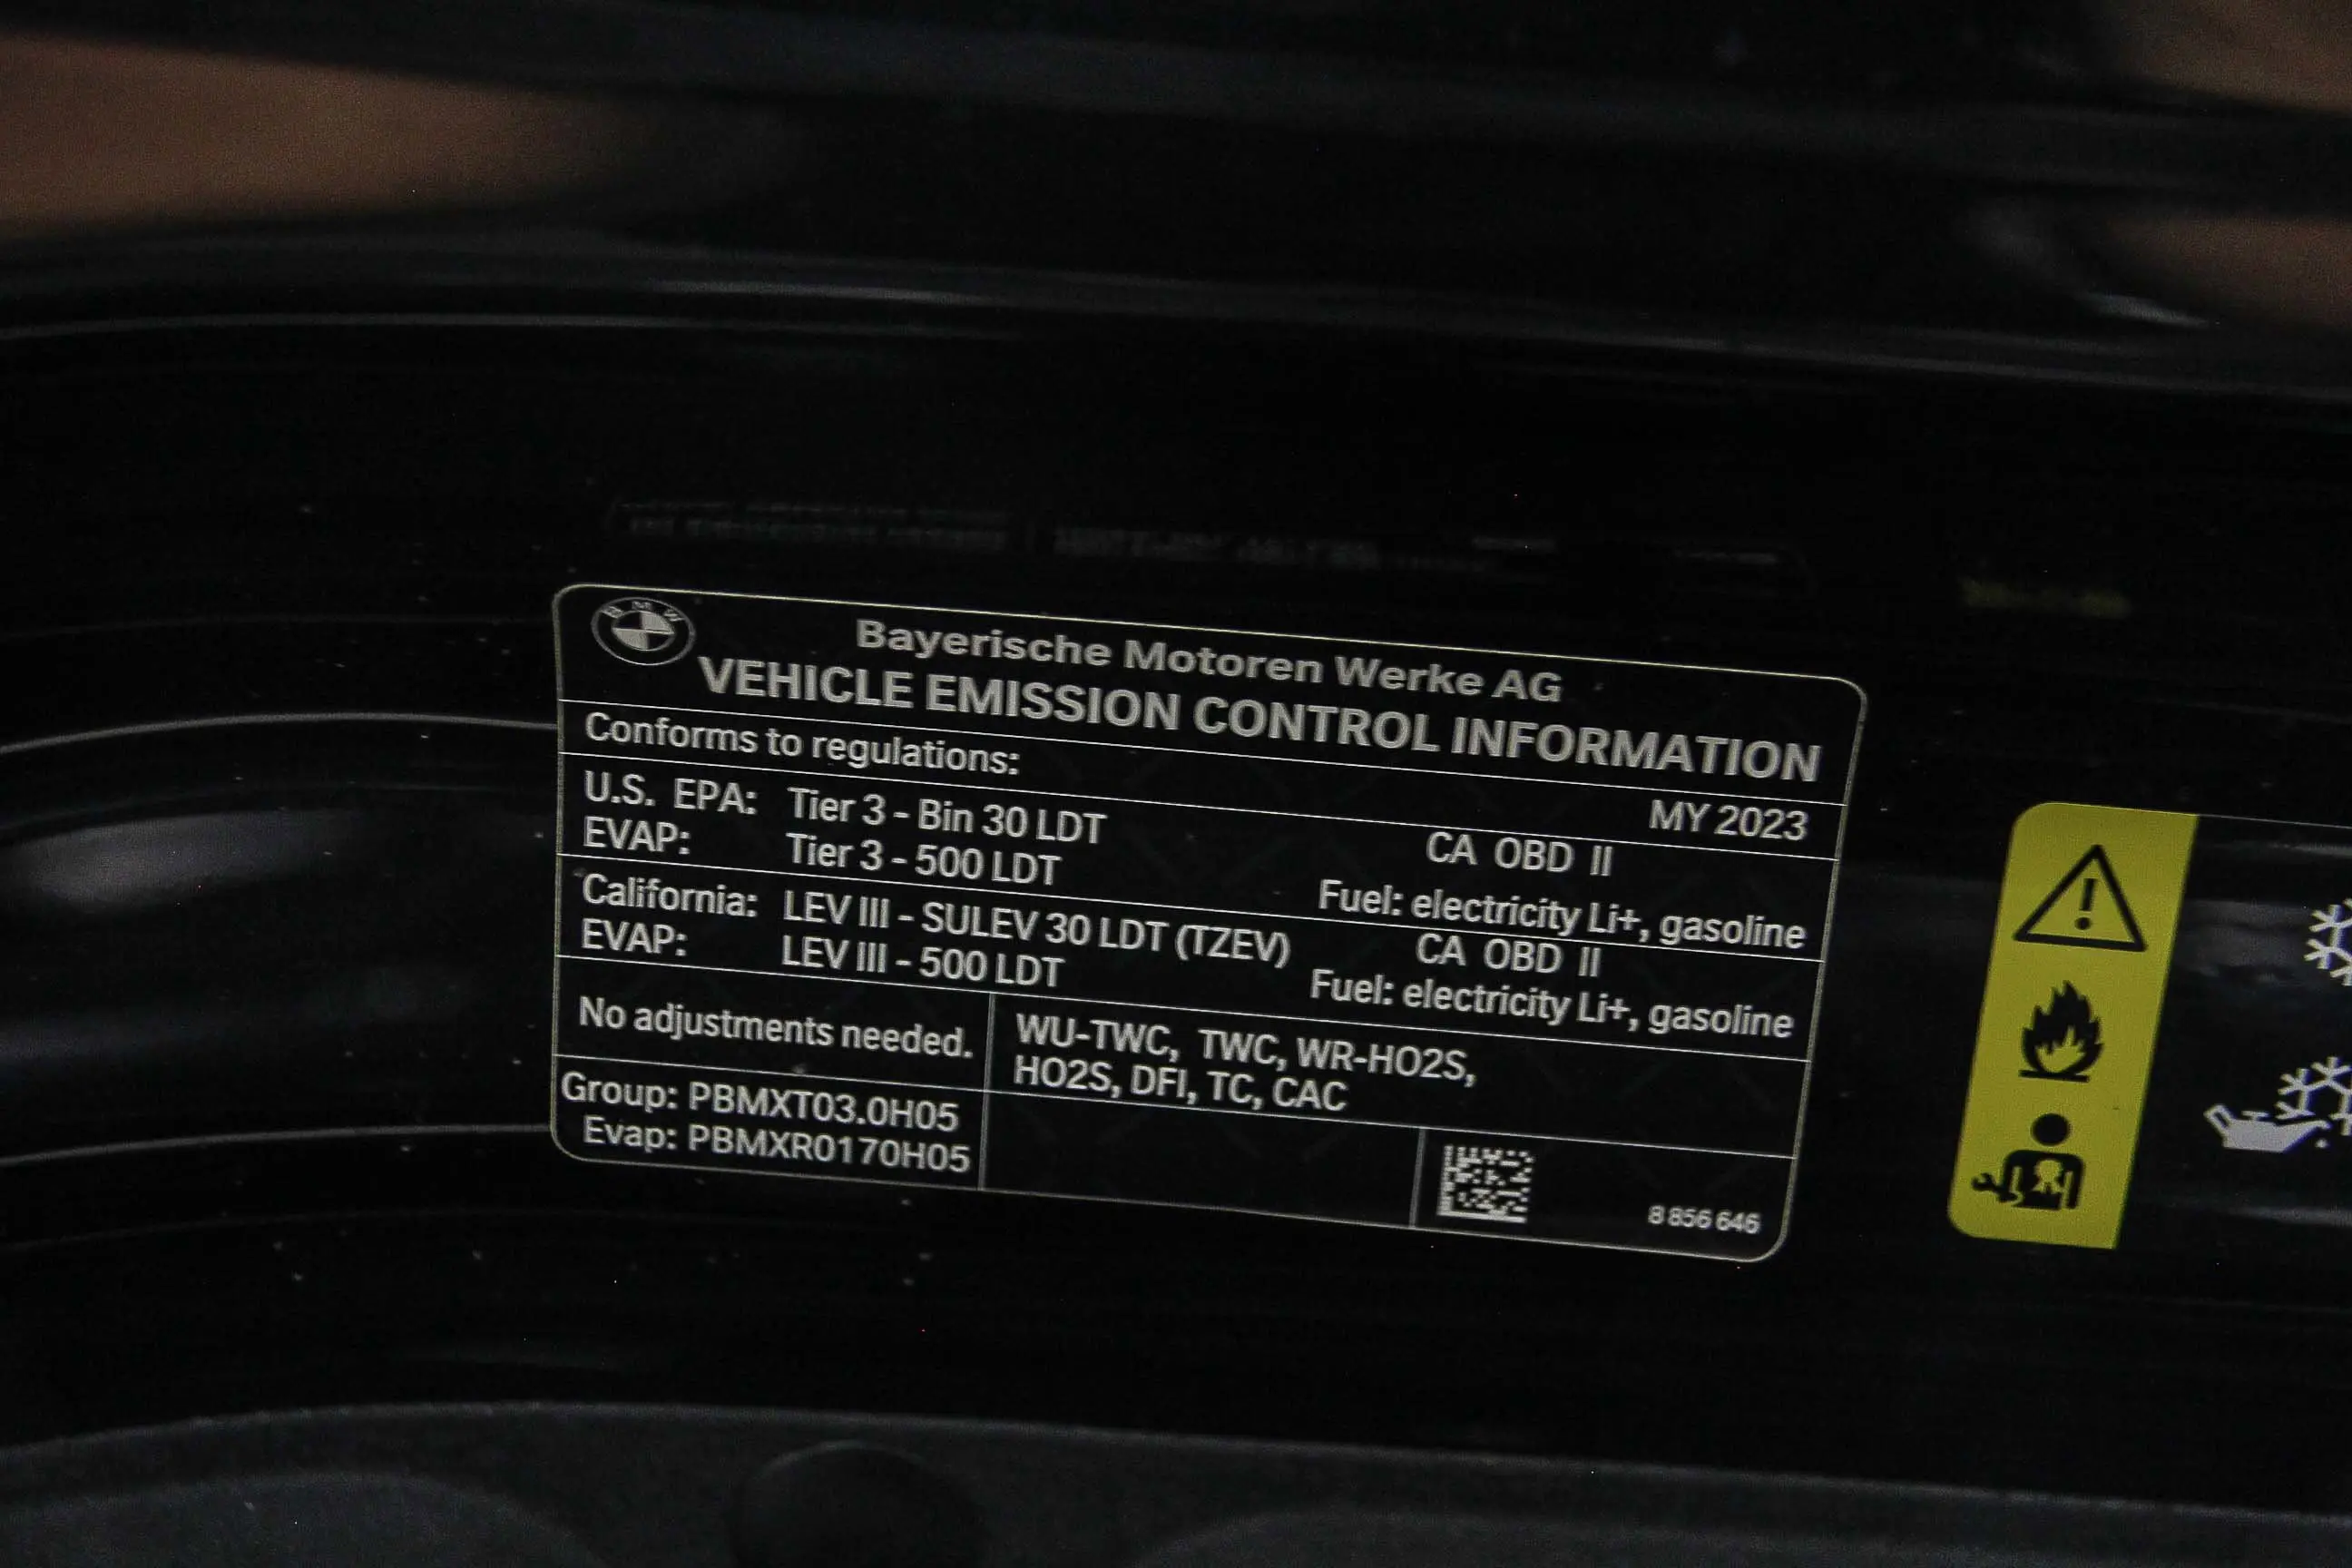 BMW
Bayerische Motoren Werke AG
VEHICLE EMISSION CONTROL INFORMATION
Conforms to regulations:
MY 2023
U.S. EPA: Tier 3 - Bin 30 LDT CA OBD II
EVAP: Tier 3 - 500 LDT Fuel: electricity Li+, gasoline
California: LEV III - SULEV 30 LDT (TZEV) CA OBD II
EVAP: LEV III - 500 LDT Fuel: electricity Li+, gasoline
No adjustments needed.
WU-TWC, TWC, WR-HO2S,
HO2S, DFI, TC, CAC
Group: PBMXT03.0H05
Evap: PBMXR0170H05
8 856 646